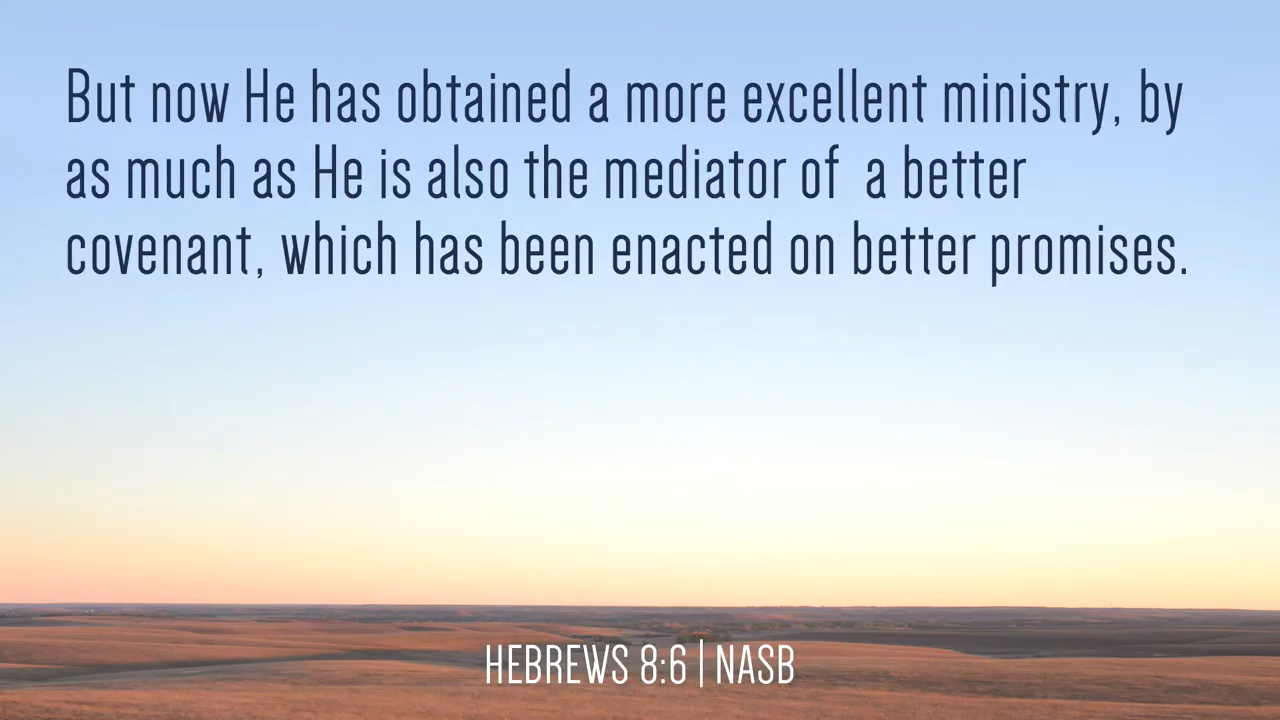 But now He has obtained a more excellent ministry, by
as much as He is also the mediator of  a better
covenant, which has been enacted on better promises.
HEBREWS 8:6 | NASB